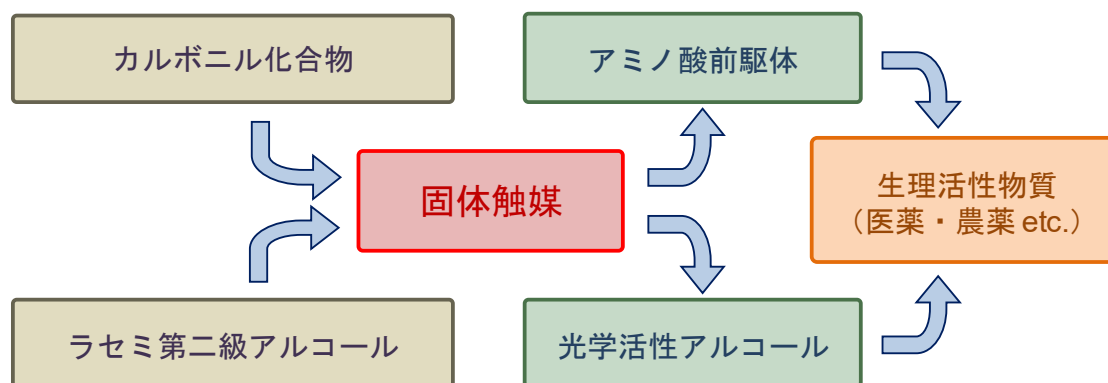 カルボニル化合物
アミノ酸前駆体
固体触媒
生理活性物質
（医薬・農薬 etc.）
ラセミ第二級アルコール
光学活性アルコール